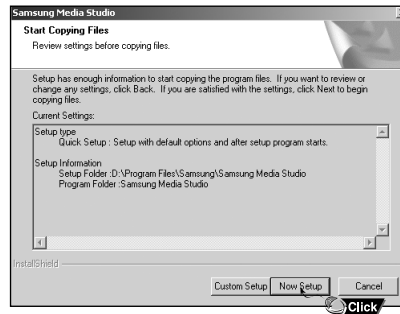 Samsung Media Studio
Start Copying Files
Review settings before copying files.
Setup has enough information to start copying the program files. If you want to review or
change any settings, click Back. If you are satisfied with the settings, click Next to begin
copying files.
Current Settings:
Setup type
Quick Setup : Setup with default options and after setup program starts.
Setup Information
Setup Folder :D:\Program Files\Samsung\Samsung Media Studio
Program Folder :Samsung Media Studio
InstallShield
Custom Setup Now Setup Cancel
Click